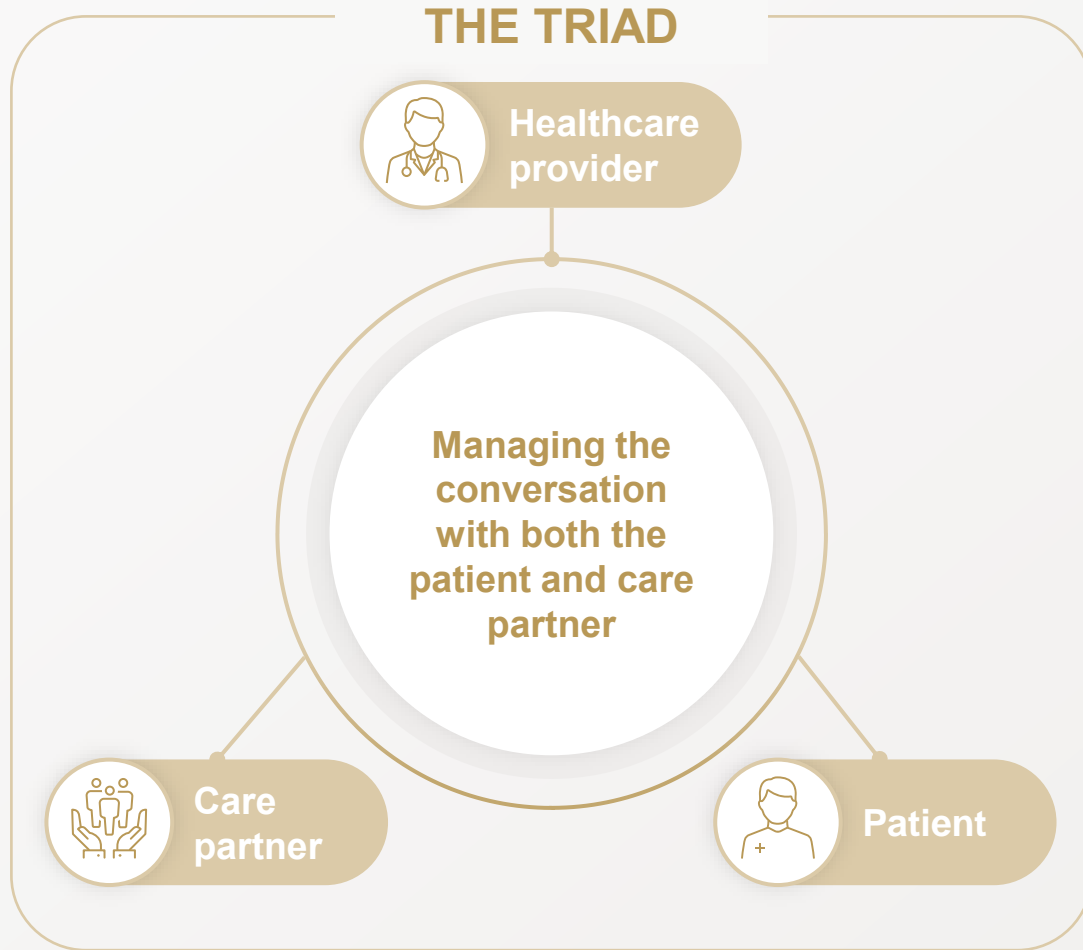 THE TRIAD
Healthcare
provider
Managing the
conversation
with both the
patient and care
partner
Care
partner
Patient